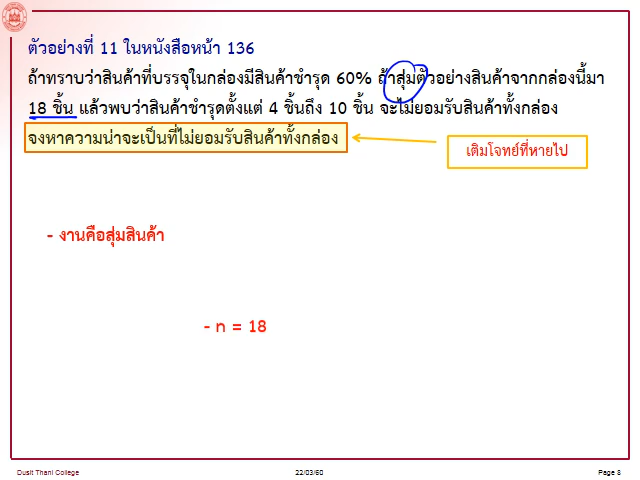 ตัวอย่างที่ 11 ในหนังสือหน้า 136
ถ้าทราบว่าสินค้าที่บรรจุในกล่องมีสินค้าชำรุด 60% ถ้าสุ่มตัวอย่างสินค้าจากกล่องนี้มา
18 ชิ้น แล้วพบว่าสินค้าชำรุดตั้งแต่ 4 ชิ้นถึง 10 ชิ้น จะไม่ยอมรับสินค้าทั้งกล่อง
จงหาความน่าจะเป็นที่ไม่ยอมรับสินค้าทั้งกล่อง
เติมโจทย์ที่หายไป
- งานคือสุ่มสินค้า
- n = 18
Dusit Thani College
22/03/60
Page 8